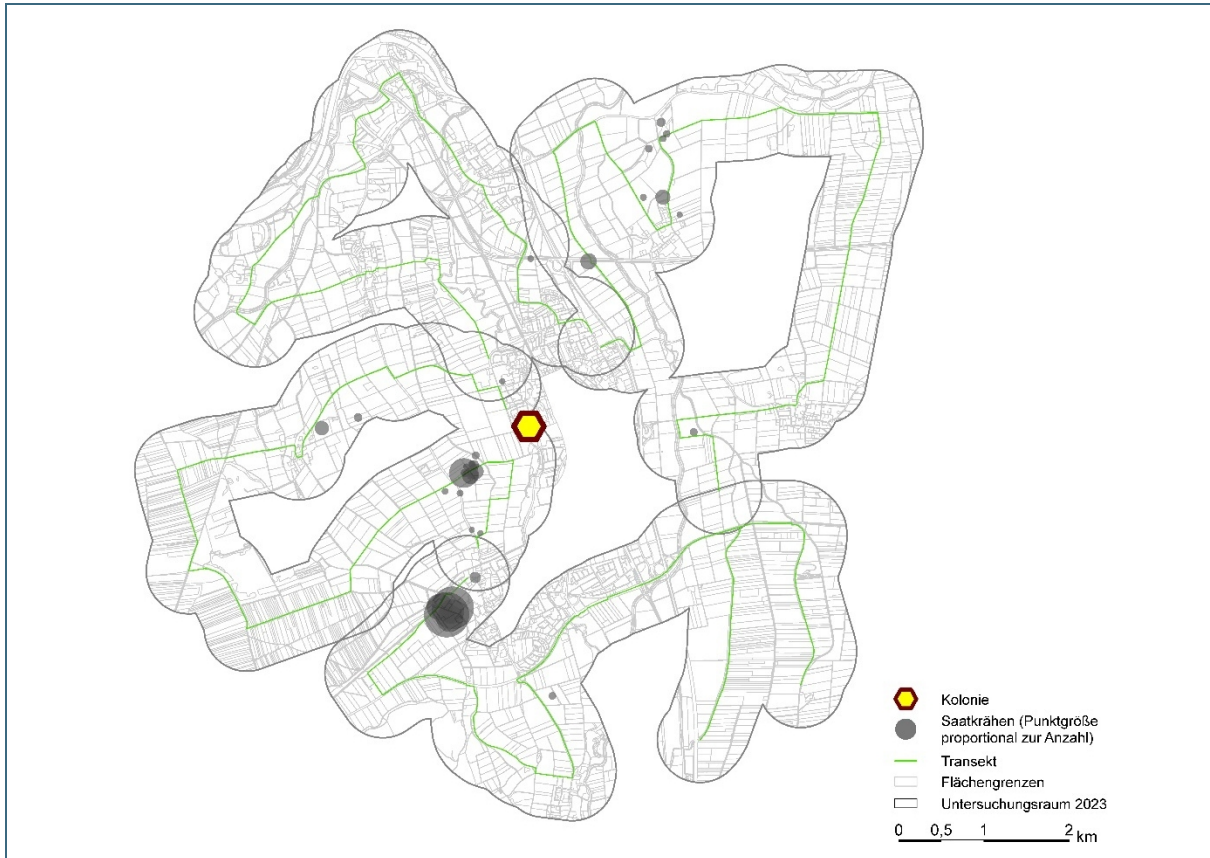 Kolonie
Saatkrähen (Punktgröße
proportional zur Anzahl)
Transekt
Flächengrenzen
Untersuchungsraum 2023
0 0,5 1 2 km